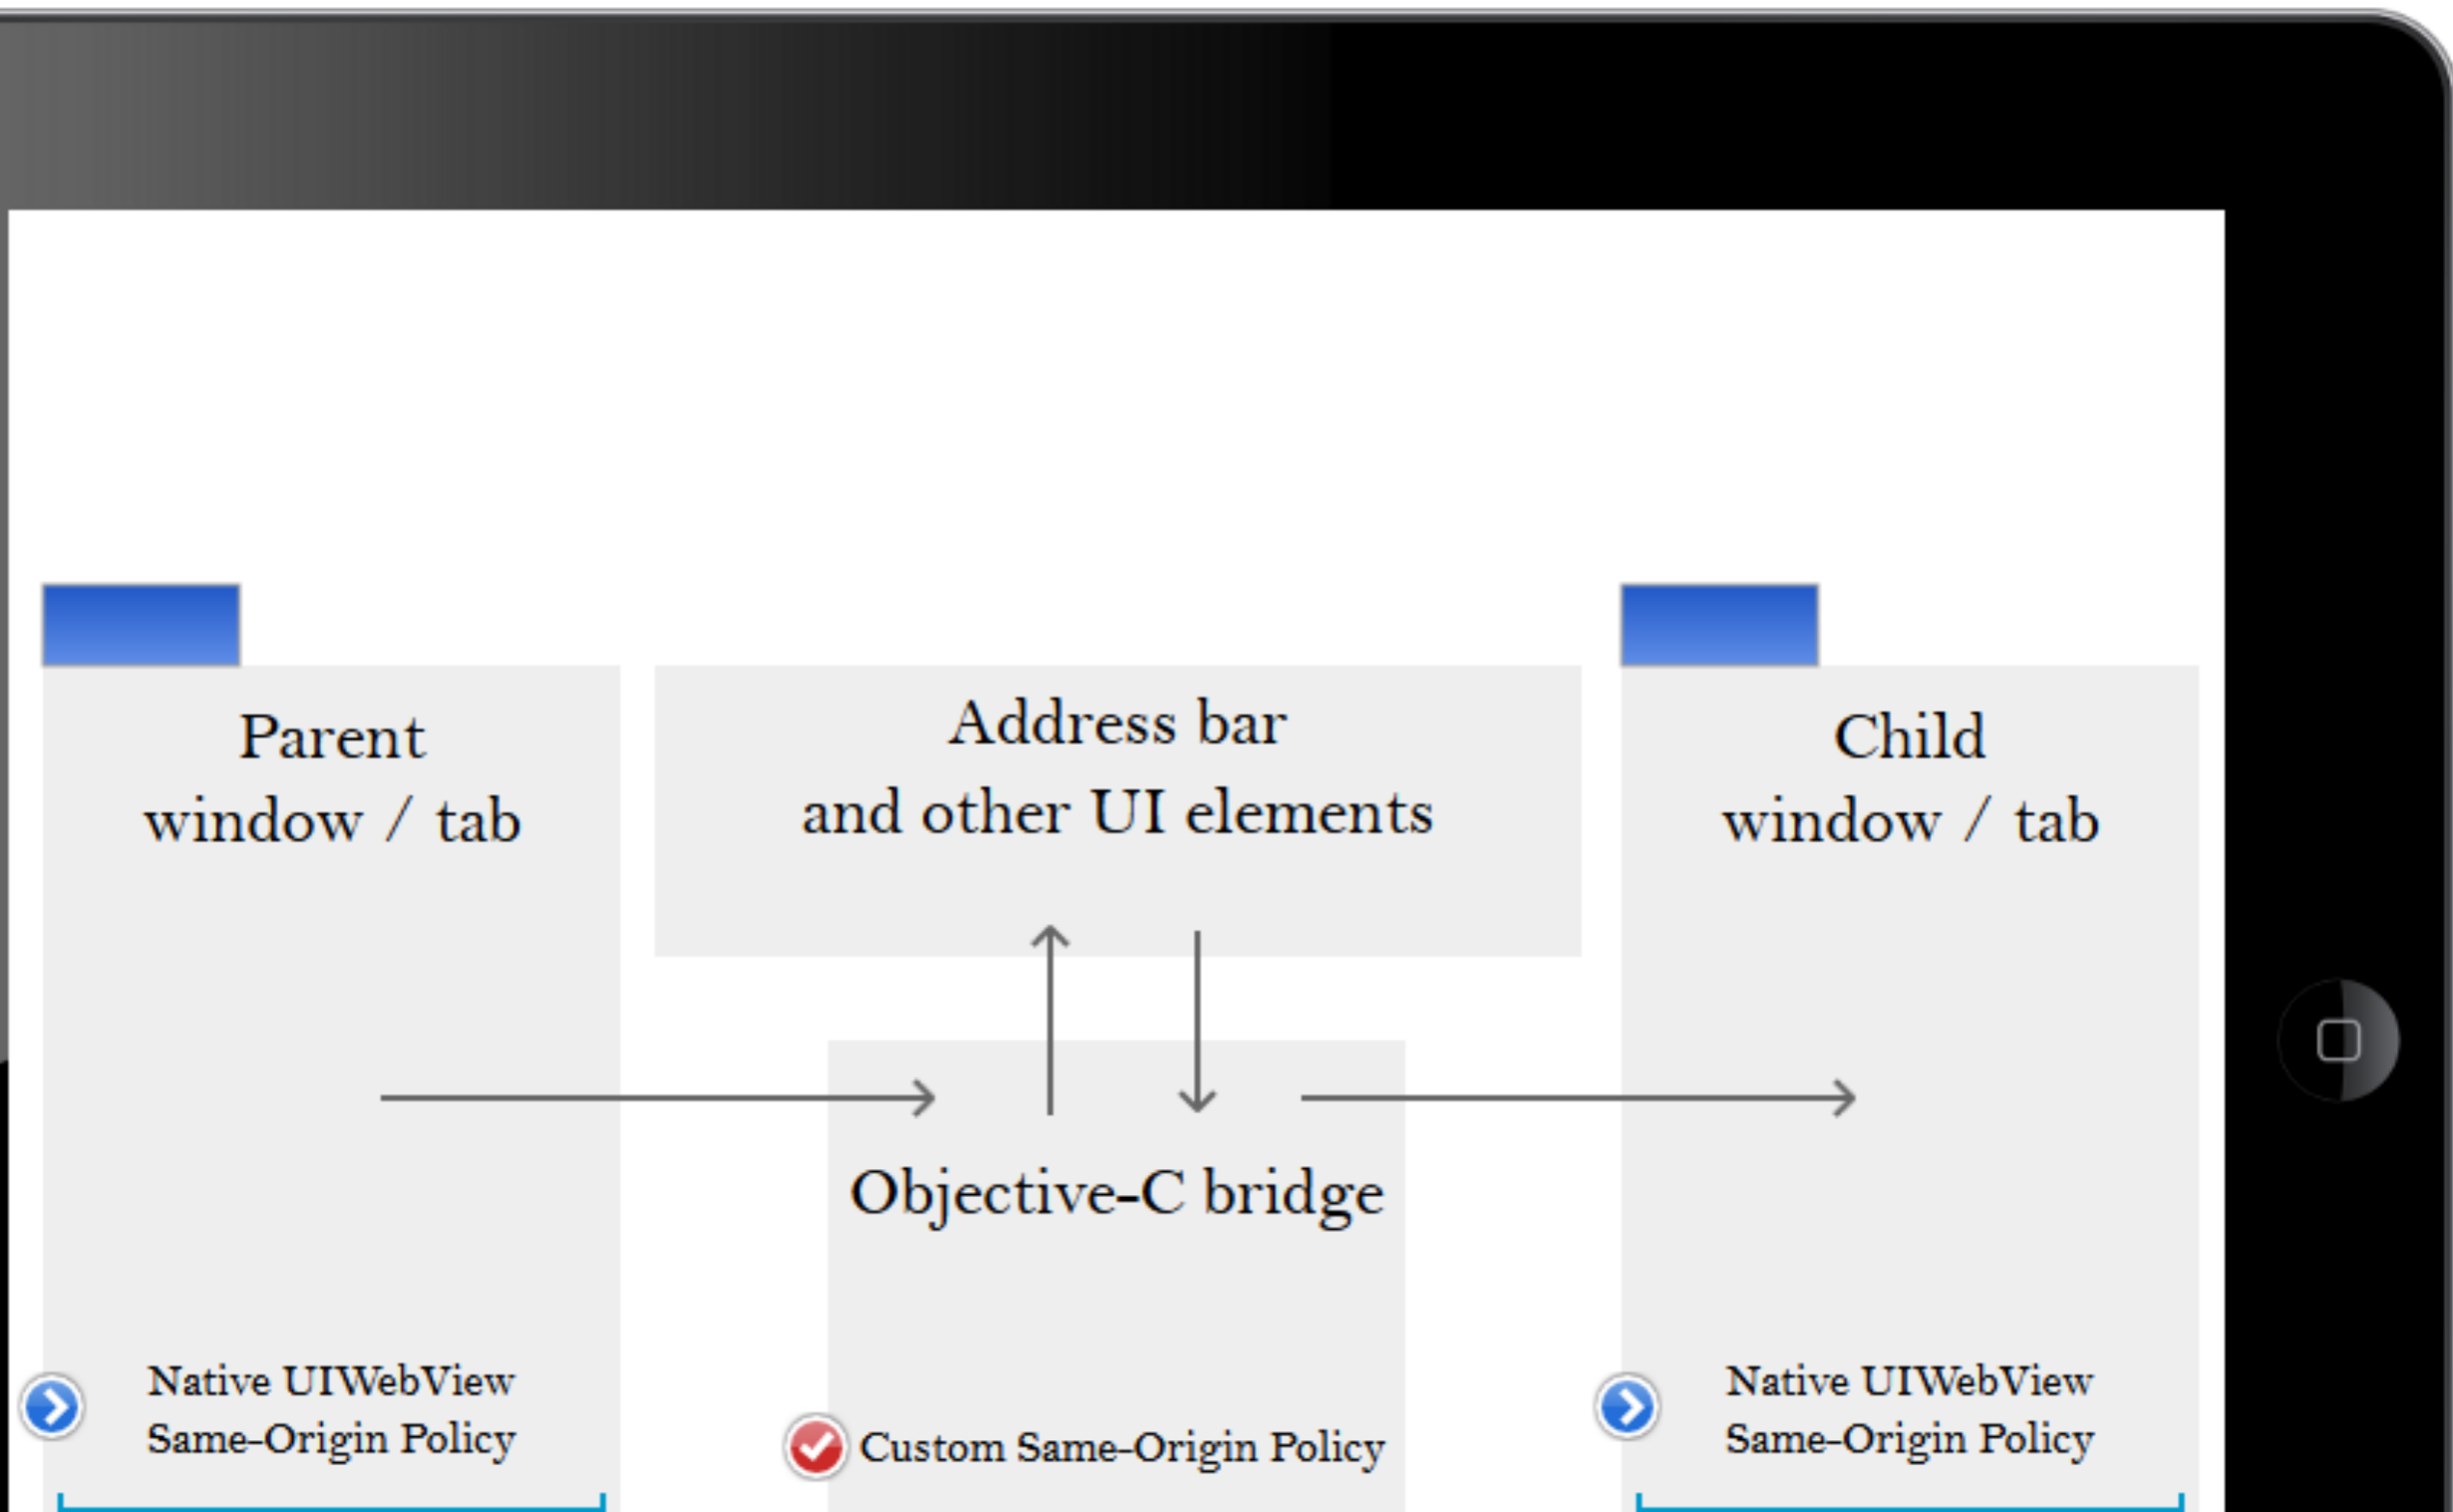 Parent
window / tab
Address bar
and other UI elements
Child
window / tab
Objective-C bridge
Native UIWebView
Same-Origin Policy
Custom Same-Origin Policy
Native UIWebView
Same-Origin Policy